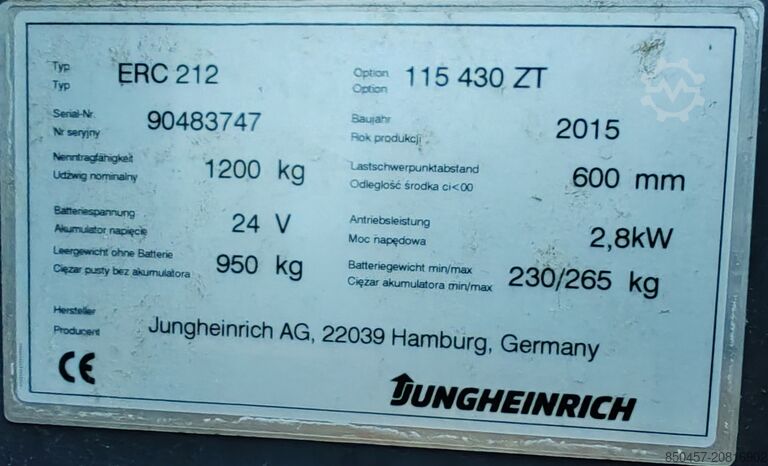 Typ ERC 212 Option 115 430 ZT
Typ Option
Serial-Nr. 90483747 Baujahr 2015
Nr seryjny Rok produkcji
Nenntragfähigkeit 1200 kg Lastschwerpunktabstand 600 mm
Udźwig nominalny Odległość środka ci<00
Batteriespannung 24 V Antriebsleistung 2,8kW
Akumulator napięcie Moc napędowa
Leergewicht ohne Batterie 950 kg Batteriegewicht min/max 230/265 kg
Ciężar pusty bez akumulatora Ciężar akumulatora min/max
Hersteller Jungheinrich AG, 22039 Hamburg, Germany
Producent
CE JUNGHEINRICH
850457-20816902